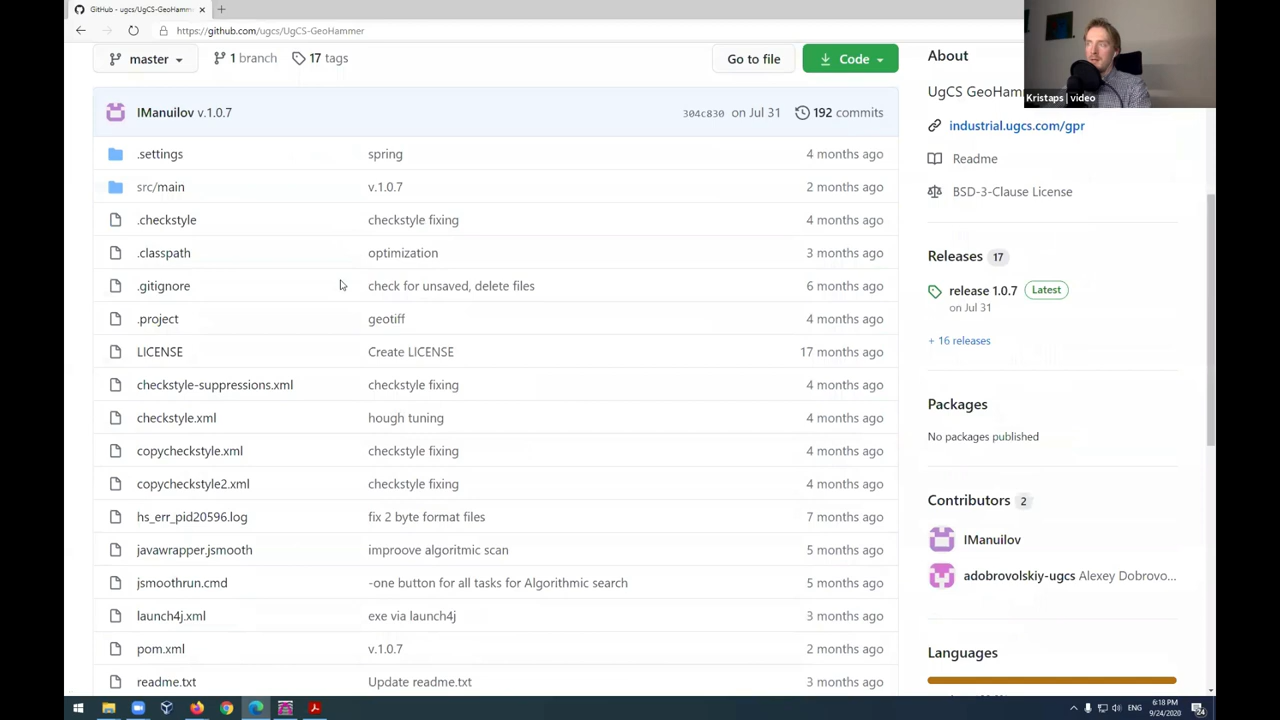 GitHub - ugcs/UgCS-GeoHamm
https://github.com/ugcs/UgCS-GeoHammer
master
1 branch
17 tags
Go to file
Code
IManuilov v.1.0.7
304c830 on Jul 31
192 commits
.settings spring 4 months ago
src/main v.1.0.7 2 months ago
.checkstyle checkstyle fixing 4 months ago
.classpath optimization 3 months ago
.gitignore check for unsaved, delete files 6 months ago
.project geotiff 4 months ago
LICENSE Create LICENSE 17 months ago
checkstyle-suppressions.xml checkstyle fixing 4 months ago
checkstyle.xml hough tuning 4 months ago
copycheckstyle.xml checkstyle fixing 4 months ago
copycheckstyle2.xml checkstyle fixing 4 months ago
hs_err_pid20596.log fix 2 byte format files 7 months ago
javawrapper.jsmooth improove algoritmic scan 5 months ago
jsmoothrun.cmd -one button for all tasks for Algorithmic search 5 months ago
launch4j.xml exe via launch4j 3 months ago
pom.xml v.1.0.7 2 months ago
readme.txt Update readme.txt 3 months ago
About
UgCS GeoHam
Kristaps | video
industrial.ugcs.com/gpr
Readme
BSD-3-Clause License
Releases 17
release 1.0.7 Latest
on Jul 31
+ 16 releases
Packages
No packages published
Contributors 2
IManuilov
adobrovolskiy-ugcs Alexey Dobrovo...
Languages
ENG
6:18 PM
9/24/2020
24